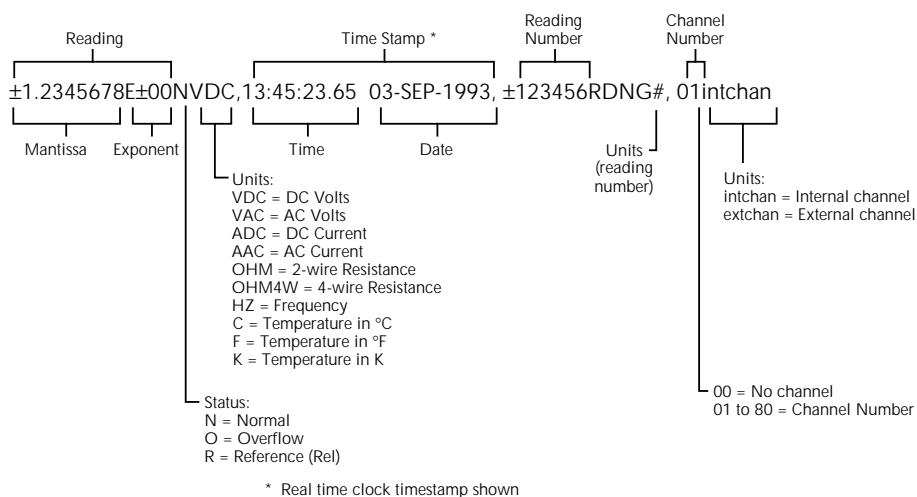 Reading
Time Stamp *
Reading
Number
Channel
Number
±1.2345678E±00NVDC,13:45:23.65 03-SEP-1993, ±123456RDNG#, 01intchan
Mantissa
Exponent
Time
Date
Units
(reading
number)
Units:
VDC = DC Volts
VAC = AC Volts
ADC = DC Current
AAC = AC Current
OHM = 2-wire Resistance
OHM4W = 4-wire Resistance
HZ = Frequency
C = Temperature in °C
F = Temperature in °F
K = Temperature in K
Units:
intchan = Internal channel
extchan = External channel
00 = No channel
01 to 80 = Channel Number
Status:
N = Normal
O = Overflow
R = Reference (Rel)
* Real time clock timestamp shown